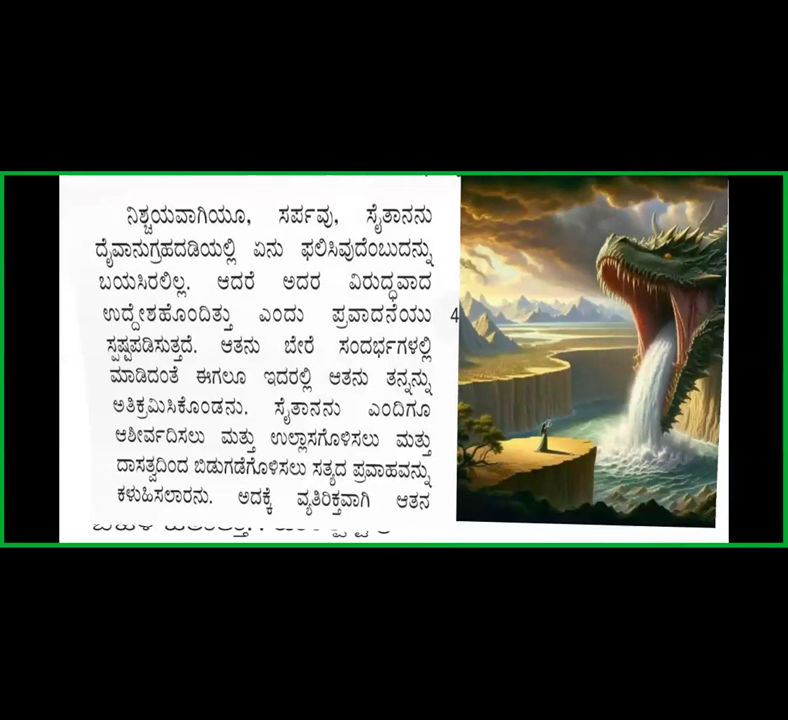 ನಿಶ್ಚಯವಾಗಿಯೂ, ಸರ್ಪವು, ಸೈತಾನನು
ದೈವಾನುಗ್ರಹದಡಿಯಲ್ಲಿ ಏನು ಫಲಿಸಿವುದೆಂಬುದನ್ನು
ಬಯಸಿರಲಿಲ್ಲ. ಆದರೆ ಅದರ ವಿರುದ್ಧವಾದ
ಉದ್ದೇಶಹೊಂದಿತ್ತು ಎಂದು ಪ್ರವಾದನೆಯು
4
ಸ್ಪಷ್ಟಪಡಿಸುತ್ತದೆ. ಆತನು ಬೇರೆ ಸಂದರ್ಭಗಳಲ್ಲಿ
ಮಾಡಿದಂತೆ ಈಗಲೂ ಇದರಲ್ಲಿ ಆತನು ತನ್ನನ್ನು
ಅತಿಕ್ರಮಿಸಿಕೊಂಡನು. ಸೈತಾನನು ಎಂದಿಗೂ
ಆಶೀರ್ವದಿಸಲು ಮತ್ತು ಉಲ್ಲಾಸಗೊಳಿಸಲು ಮತ್ತು
ದಾಸತ್ವದಿಂದ ಬಿಡುಗಡೆಗೊಳಿಸಲು ಸತ್ಯದ ಪ್ರವಾಹವನ್ನು
ಕಳುಹಿಸಲಾರನು. ಅದಕ್ಕೆ ವ್ಯತಿರಿಕ್ತವಾಗಿ ಆತನ